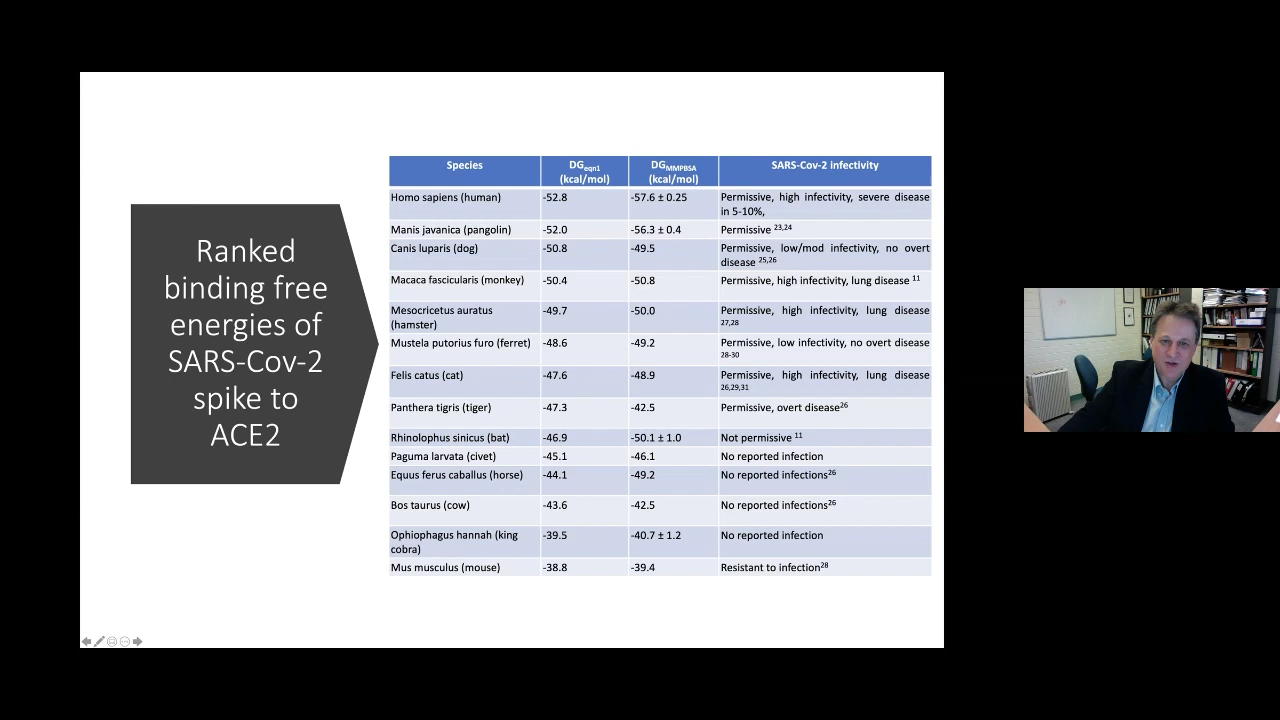 Ranked
binding free
energies of
SARS-Cov-2
spike to
ACE2
Species DGeqn1 (kcal/mol) DGMMPBSA (kcal/mol) SARS-Cov-2 infectivity
Homo sapiens (human) -52.8 -57.6 ± 0.25 Permissive, high infectivity, severe disease in 5-10%,
Manis javanica (pangolin) -52.0 -56.3 ± 0.4 Permissive 23,24
Canis luparis (dog) -50.8 -49.5 Permissive, low/mod infectivity, no overt disease 25,26
Macaca fascicularis (monkey) -50.4 -50.8 Permissive, high infectivity, lung disease 11
Mesocricetus auratus (hamster) -49.7 -50.0 Permissive, high infectivity, lung disease 27,28
Mustela putorius furo (ferret) -48.6 -49.2 Permissive, low infectivity, no overt disease 28-30
Felis catus (cat) -47.6 -48.9 Permissive, high infectivity, lung disease 26,29,31
Panthera tigris (tiger) -47.3 -42.5 Permissive, overt disease26
Rhinolophus sinicus (bat) -46.9 -50.1 ± 1.0 Not permissive 11
Paguma larvata (civet) -45.1 -46.1 No reported infection
Equus ferus caballus (horse) -44.1 -49.2 No reported infections26
Bos taurus (cow) -43.6 -42.5 No reported infections26
Ophiophagus hannah (king cobra) -39.5 -40.7 ± 1.2 No reported infection
Mus musculus (mouse) -38.8 -39.4 Resistant to infection28